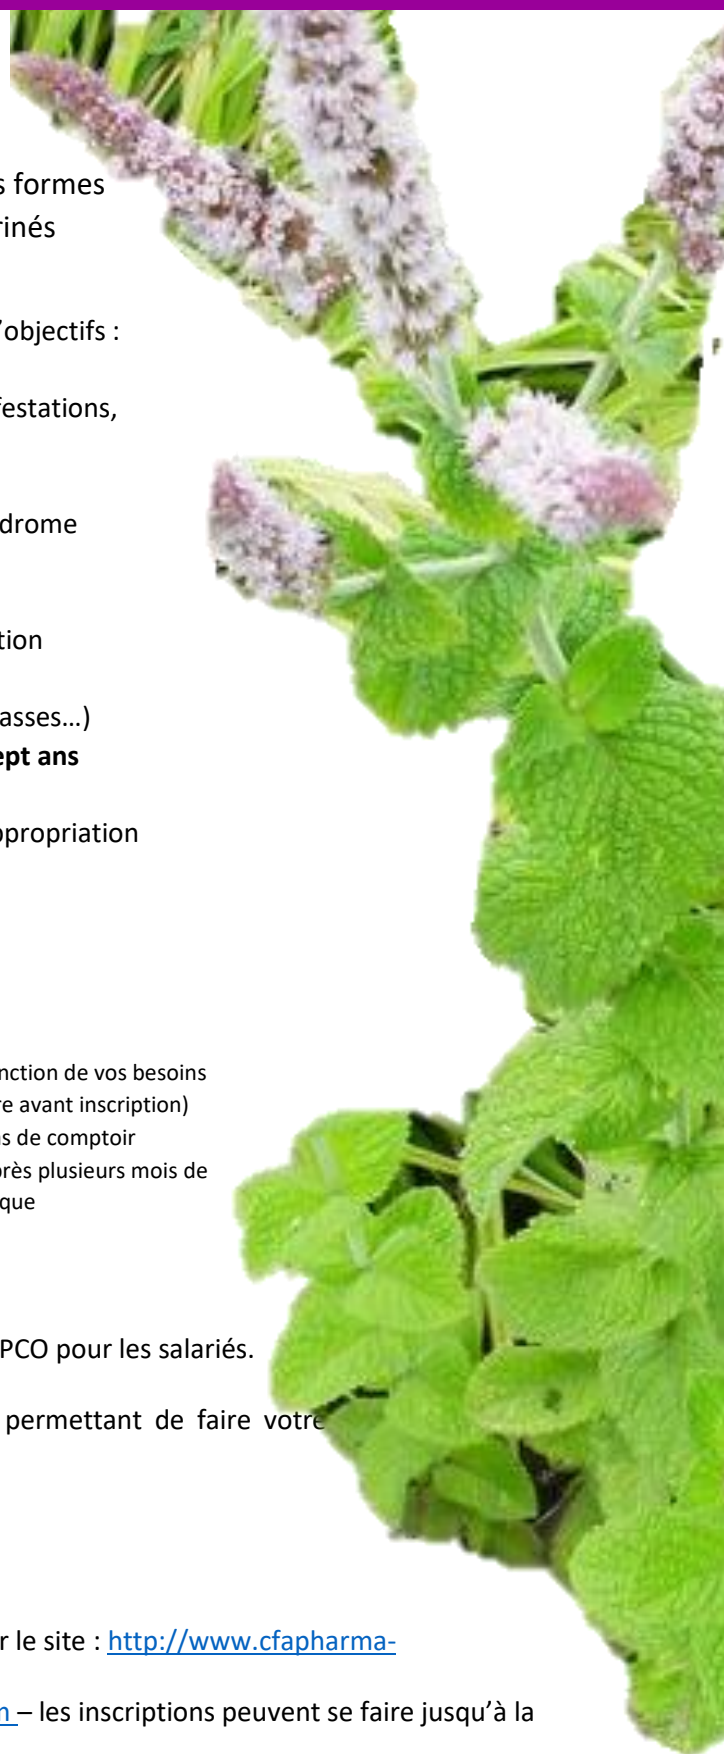 s formes
rinés
’objectifs :
festations,
drome
tion
asses…)
ept ans
ppropriation
nction de vos besoins
re avant inscription)
ns de comptoir
près plusieurs mois de
que
PCO pour les salariés.
permettant de faire votre
r le site : http://www.cfapharma-
m – les inscriptions peuvent se faire jusqu’à la